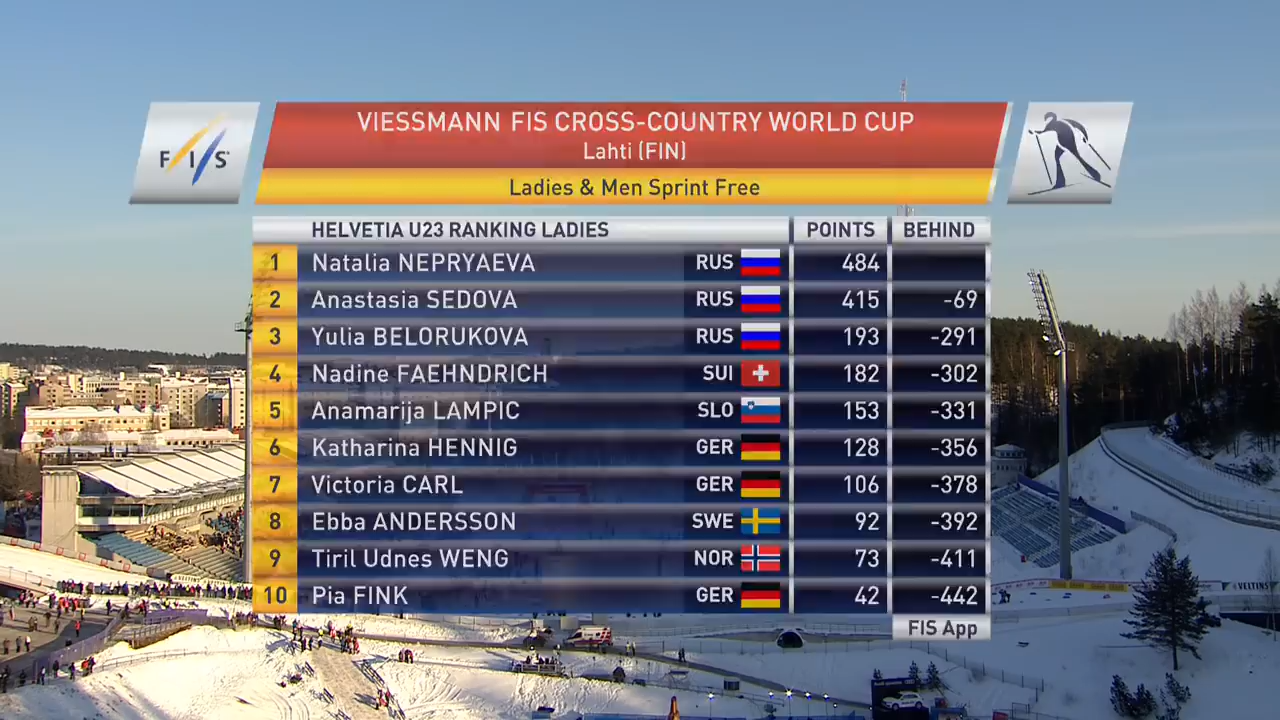 FIS
VIESSMANN FIS CROSS-COUNTRY WORLD CUP
Lahti (FIN)
Ladies & Men Sprint Free
HELVETIA U23 RANKING LADIES POINTS BEHIND
1 Natalia NEPRYAEVA RUS 484
2 Anastasia SEDOVA RUS 415 -69
3 Yulia BELORUKOVA RUS 193 -291
4 Nadine FAEHNDRICH SUI 182 -302
5 Anamarija LAMPIC SLO 153 -331
6 Katharina HENNIG GER 128 -356
7 Victoria CARL GER 106 -378
8 Ebba ANDERSSON SWE 92 -392
9 Tiril Udnes WENG NOR 73 -411
10 Pia FINK GER 42 -442
FIS App
VELTINS